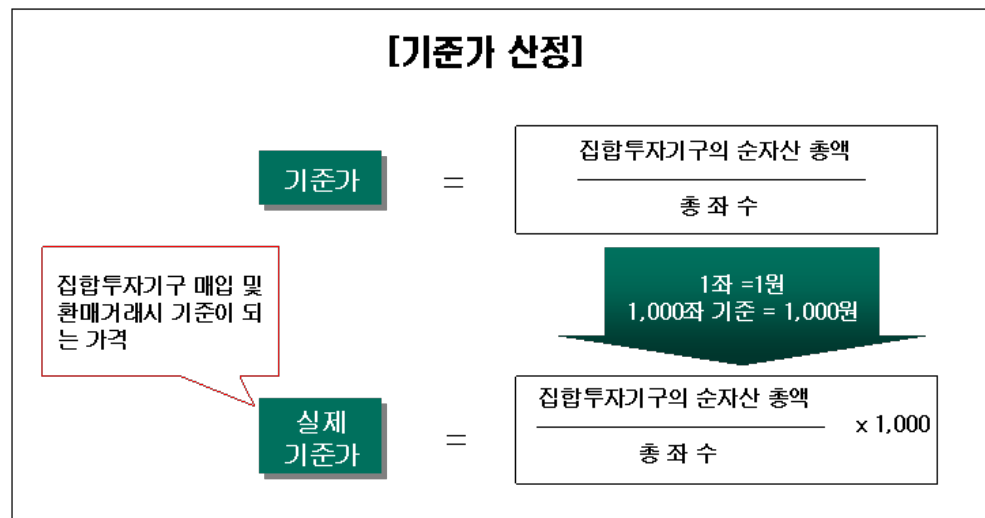 [기준가 산정]
기준가
=
집합투자기구의 순자산 총액
총 좌 수
집합투자기구 매입 및
환매거래시 기준이 되
는 가격
1좌 =1원
1,000좌 기준 = 1,000원
실제
기준가
=
집합투자기구의 순자산 총액
총 좌 수
x 1,000